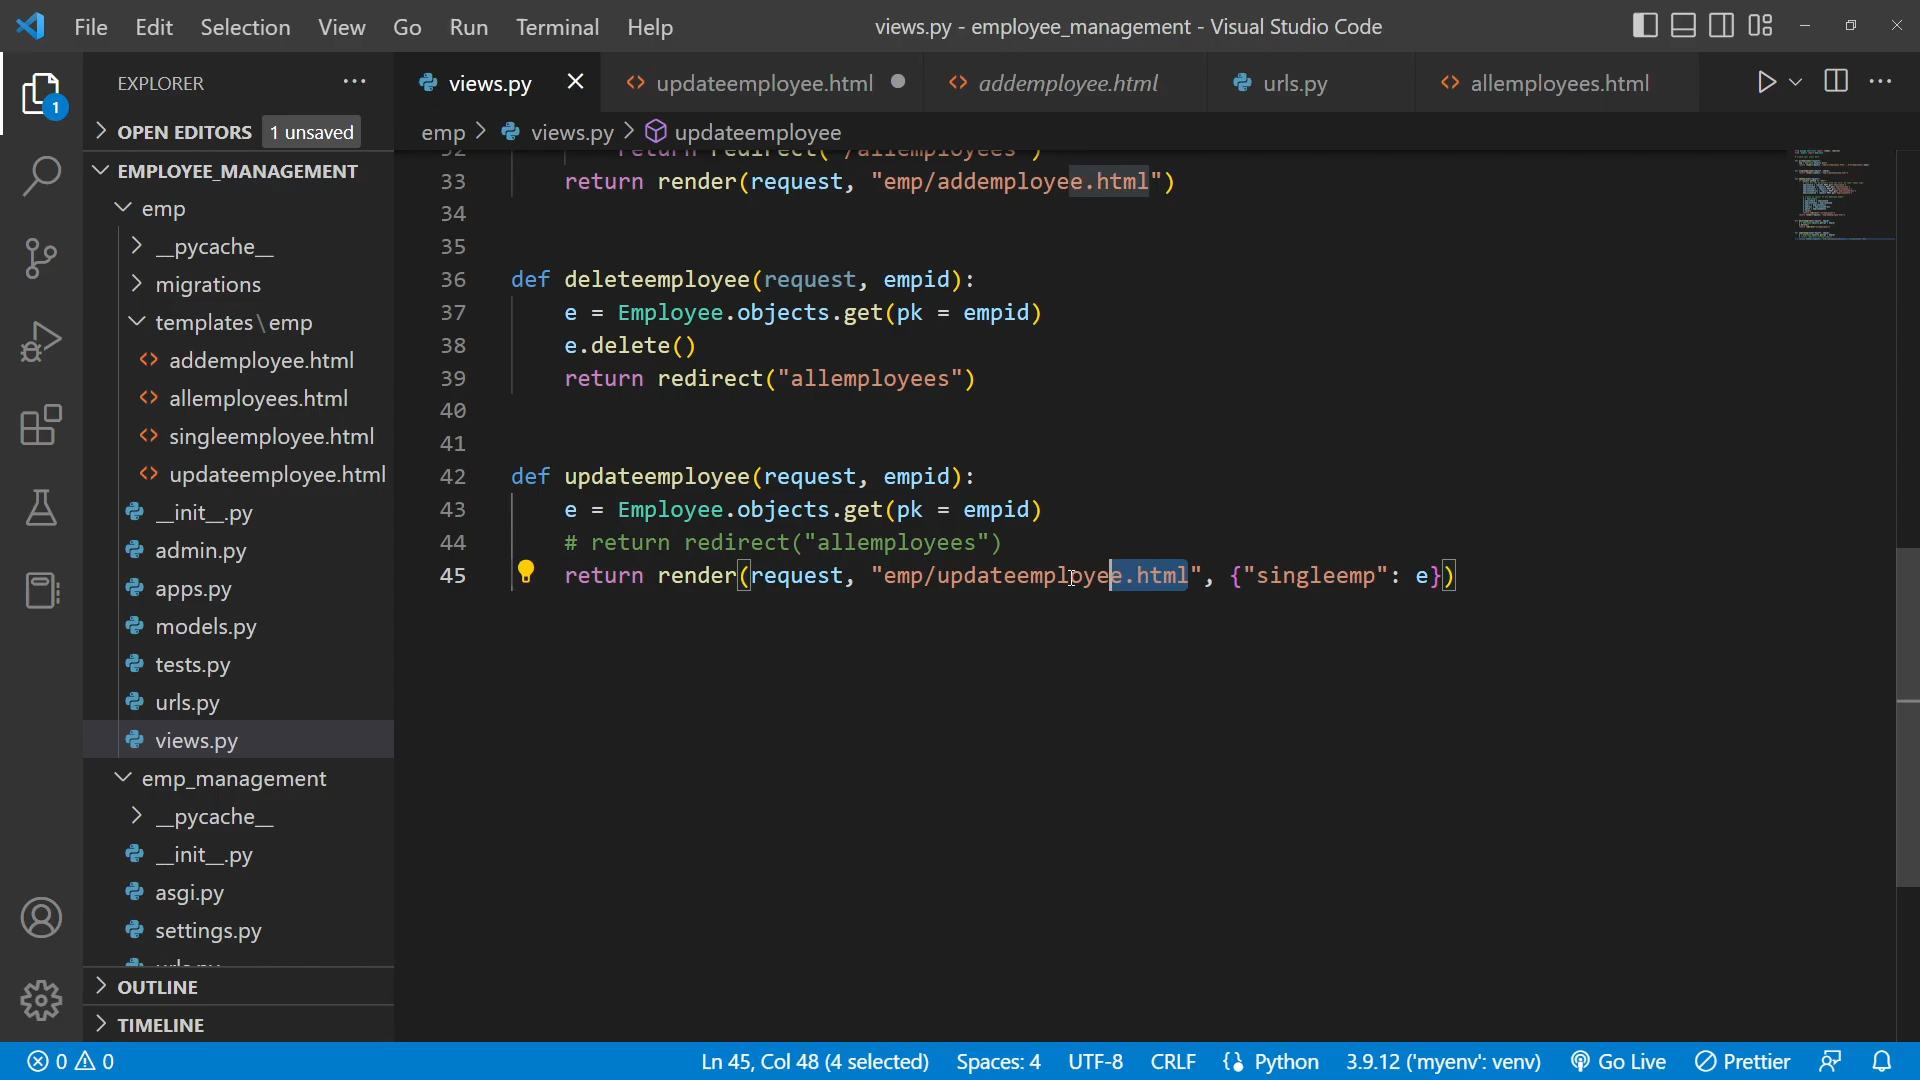 File Edit Selection View Go Run Terminal Help views.py - employee_management - Visual Studio Code
EXPLORER ··· views.py updateemployee.html addemployee.html urls.py allemployees.html
OPEN EDITORS 1 unsaved
emp > views.py > updateemployee
EMPLOYEE_MANAGEMENT
emp
__pycache__
migrations
templates\emp
addemployee.html
allemployees.html
singleemployee.html
updateemployee.html
__init__.py
admin.py
apps.py
models.py
tests.py
urls.py
views.py
emp_management
__pycache__
__init__.py
asgi.py
settings.py
urls.py
OUTLINE
TIMELINE
1
32 return redirect("/allemployees")
33 return render(request, "emp/addemployee.html")
34
35
36 def deleteemployee(request, empid):
37 e = Employee.objects.get(pk = empid)
38 e.delete()
39 return redirect("allemployees")
40
41
42 def updateemployee(request, empid):
43 e = Employee.objects.get(pk = empid)
44 # return redirect("allemployees")
45 return render(request, "emp/updateemployee.html", {"singleemp": e})
0 0 Ln 45, Col 48 (4 selected) Spaces: 4 UTF-8 CRLF Python 3.9.12 ('myenv': venv) Go Live Prettier